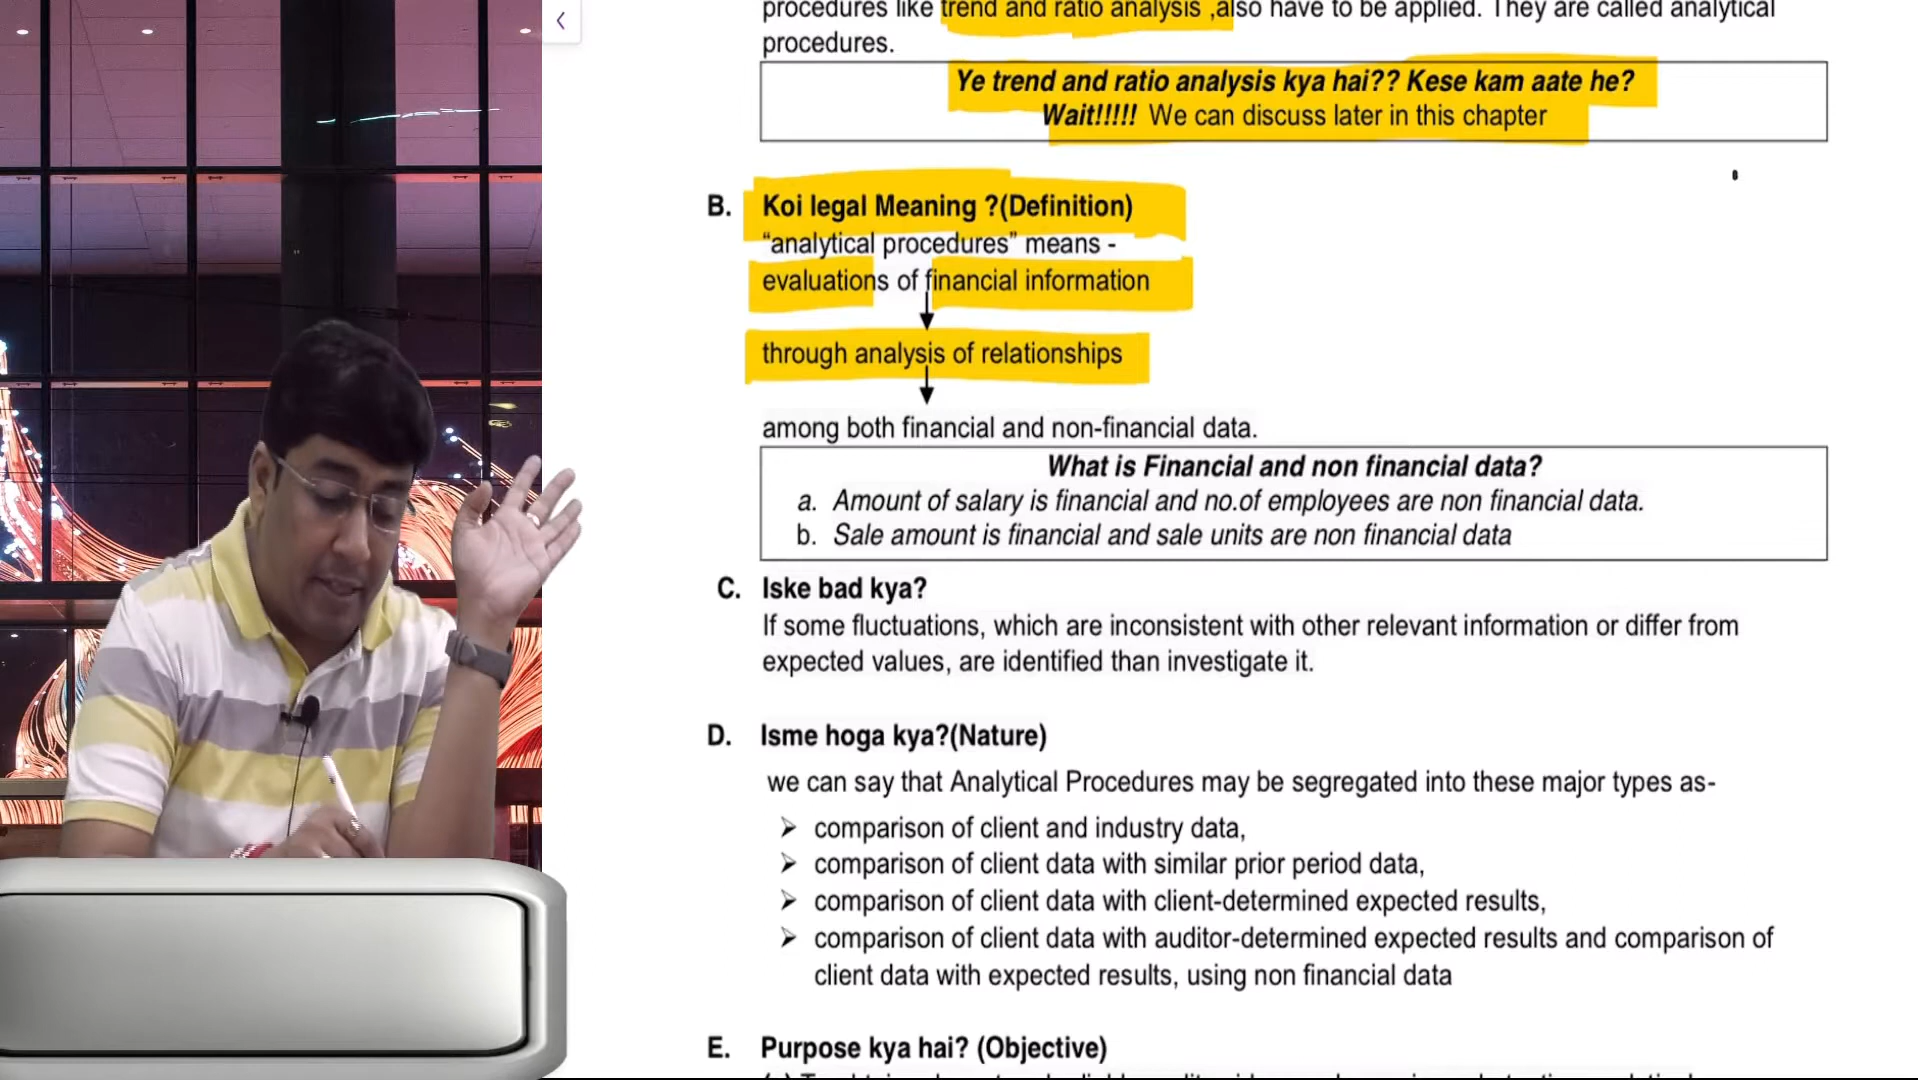 procedures like trend and ratio analysis ,also have to be applied. They are called analytical
procedures.
Ye trend and ratio analysis kya hai?? Kese kam aate he?
Wait!!!!! We can discuss later in this chapter
B. Koi legal Meaning ?(Definition)
“analytical procedures” means -
evaluations of financial information
through analysis of relationships
among both financial and non-financial data.
What is Financial and non financial data?
a. Amount of salary is financial and no.of employees are non financial data.
b. Sale amount is financial and sale units are non financial data
C. Iske bad kya?
If some fluctuations, which are inconsistent with other relevant information or differ from
expected values, are identified than investigate it.
D. Isme hoga kya?(Nature)
we can say that Analytical Procedures may be segregated into these major types as-
➢ comparison of client and industry data,
➢ comparison of client data with similar prior period data,
➢ comparison of client data with client-determined expected results,
➢ comparison of client data with auditor-determined expected results and comparison of
client data with expected results, using non financial data
E. Purpose kya hai? (Objective)